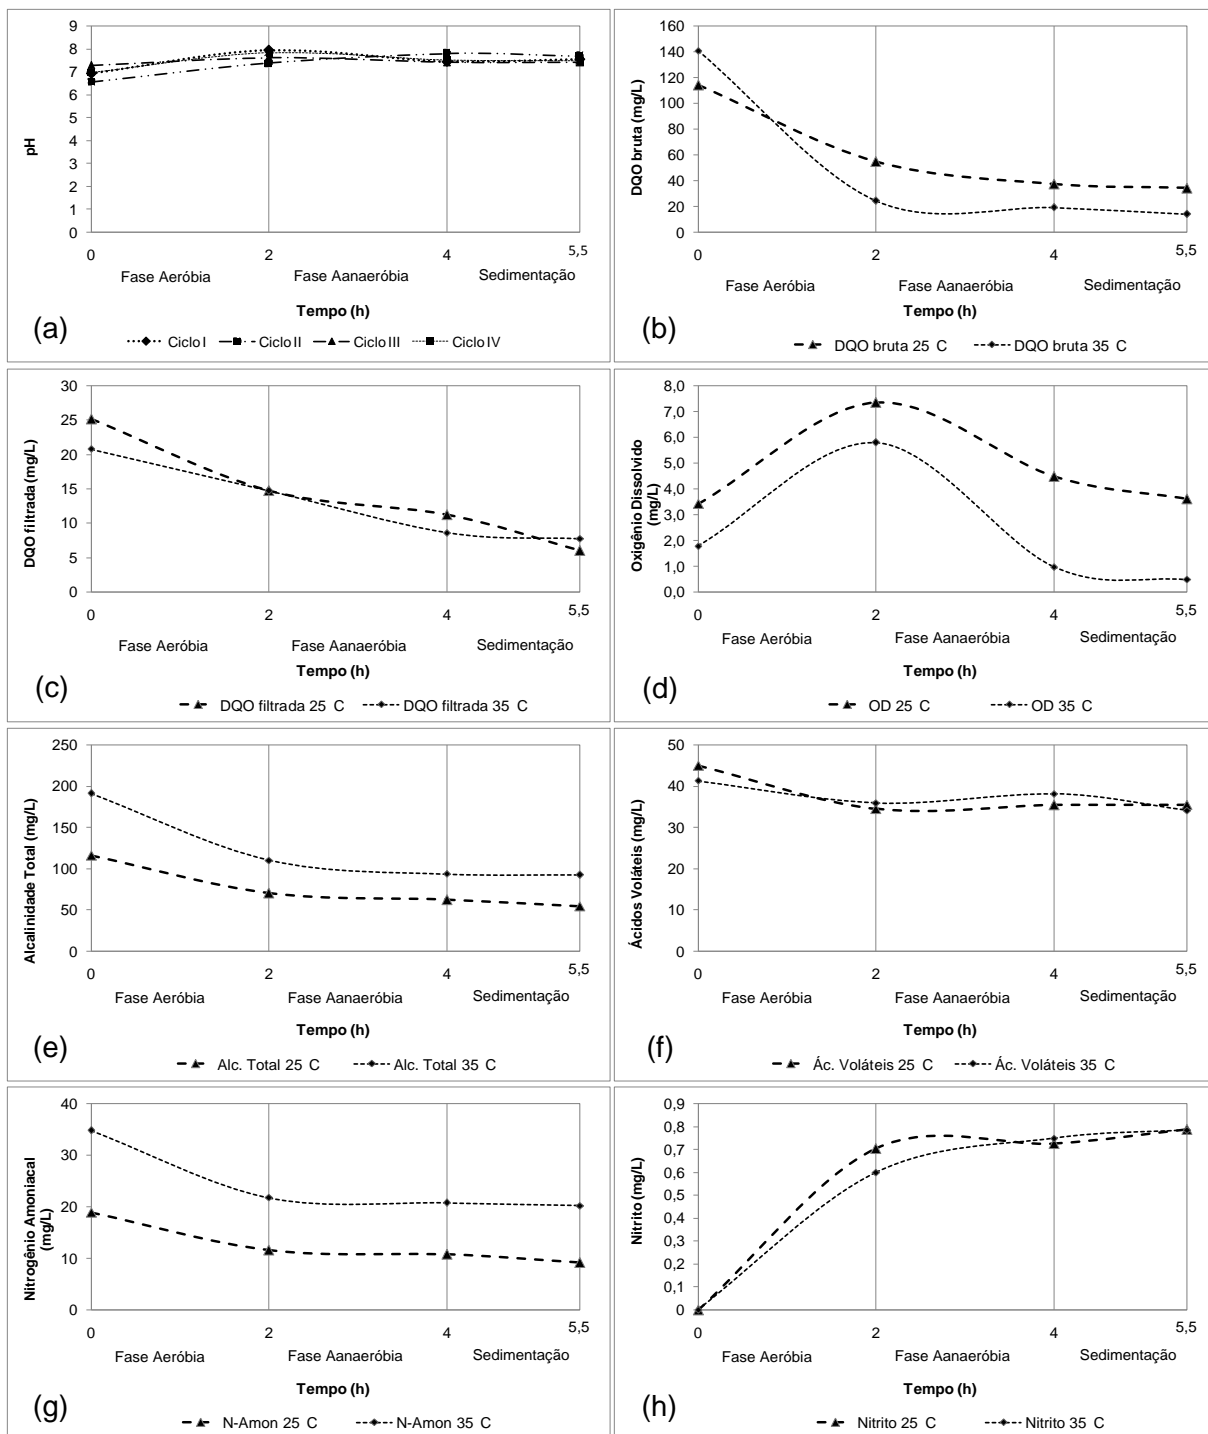 9
8
7
6
5
4
3
2
1
0
pH
0
2
4
5,5
Fase Aeróbia
Fase Aanaeróbia
Sedimentação
Tempo (h)
(a)
Ciclo I
Ciclo II
Ciclo III
Ciclo IV
160
140
120
100
80
60
40
20
0
DQO bruta (mg/L)
0
2
4
5,5
Fase Aeróbia
Fase Aanaeróbia
Sedimentação
Tempo (h)
(b)
DQO bruta 25 C
DQO bruta 35 C
30
25
20
15
10
5
0
DQO filtrada (mg/L)
0
2
4
5,5
Fase Aeróbia
Fase Aanaeróbia
Sedimentação
Tempo (h)
(c)
DQO filtrada 25 C
DQO filtrada 35 C
8,0
7,0
6,0
5,0
4,0
3,0
2,0
1,0
0,0
Oxigênio Dissolvido
(mg/L)
0
2
4
5,5
Fase Aeróbia
Fase Aanaeróbia
Sedimentação
Tempo (h)
(d)
OD 25 C
OD 35 C
250
200
150
100
50
0
Alcalinidade Total (mg/L)
0
2
4
5,5
Fase Aeróbia
Fase Aanaeróbia
Sedimentação
Tempo (h)
(e)
Alc. Total 25 C
Alc. Total 35 C
50
40
30
20
10
0
Ácidos Voláteis (mg/L)
0
2
4
5,5
Fase Aeróbia
Fase Aanaeróbia
Sedimentação
Tempo (h)
(f)
Ác. Voláteis 25 C
Ác. Voláteis 35 C
40
30
20
10
0
Nitrogênio Amoniacal
(mg/L)
0
2
4
5,5
Fase Aeróbia
Fase Aanaeróbia
Sedimentação
Tempo (h)
(g)
N-Amon 25 C
N-Amon 35 C
0,9
0,8
0,7
0,6
0,5
0,4
0,3
0,2
0,1
0
Nitrito (mg/L)
0
2
4
5,5
Fase Aeróbia
Fase Aanaeróbia
Sedimentação
Tempo (h)
(h)
Nitrito 25 C
Nitrito 35 C